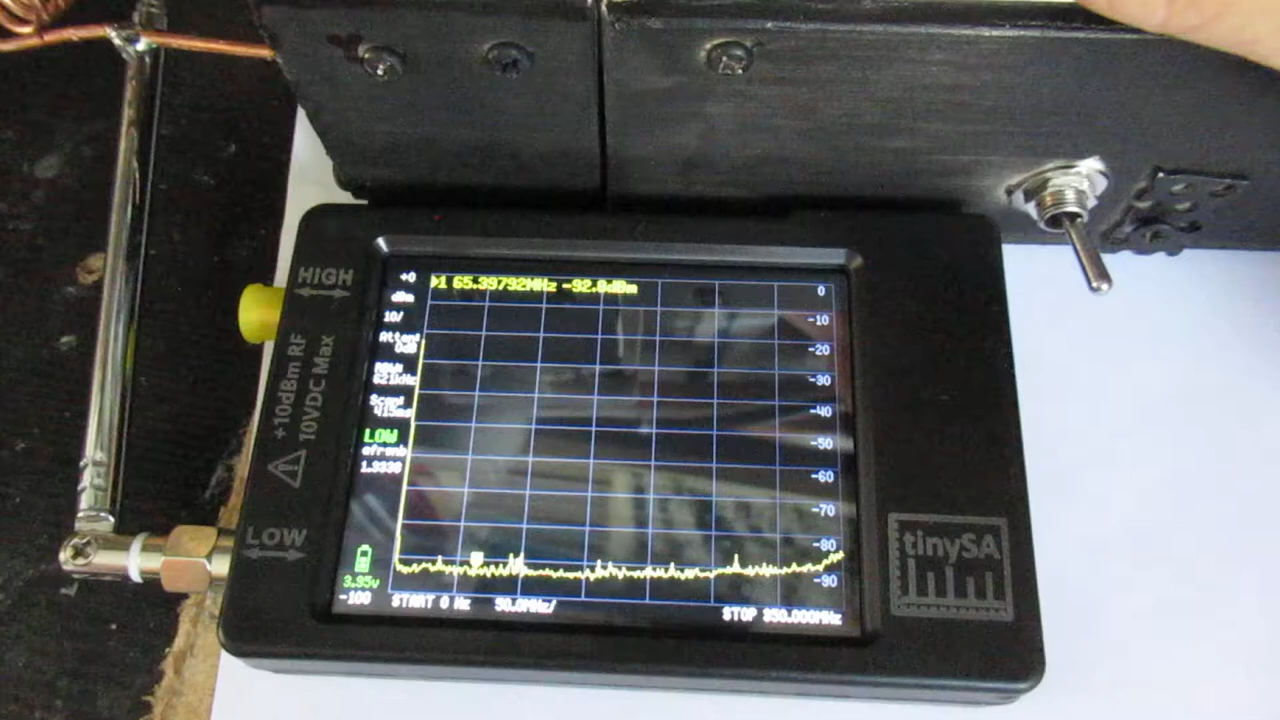 HIGH
+10dBm RF
10VDC Max
LOW
tinySA
1 65.39792MHz -92.0dBm
+0
dBm
10/
Atten:
0dB
RBW:
621kHz
Scan:
415ms
LOW
3.95v
-100
0
-10
-20
-30
-40
-50
-60
-70
-80
-90
START 0 Hz 50.0MHz/ STOP 350.000MHz